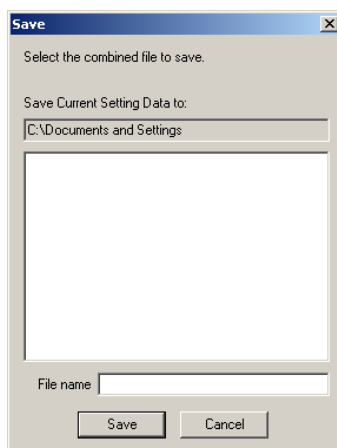 Save
Select the combined file to save.
Save Current Setting Data to:
C:\Documents and Settings
File name
Save Cancel